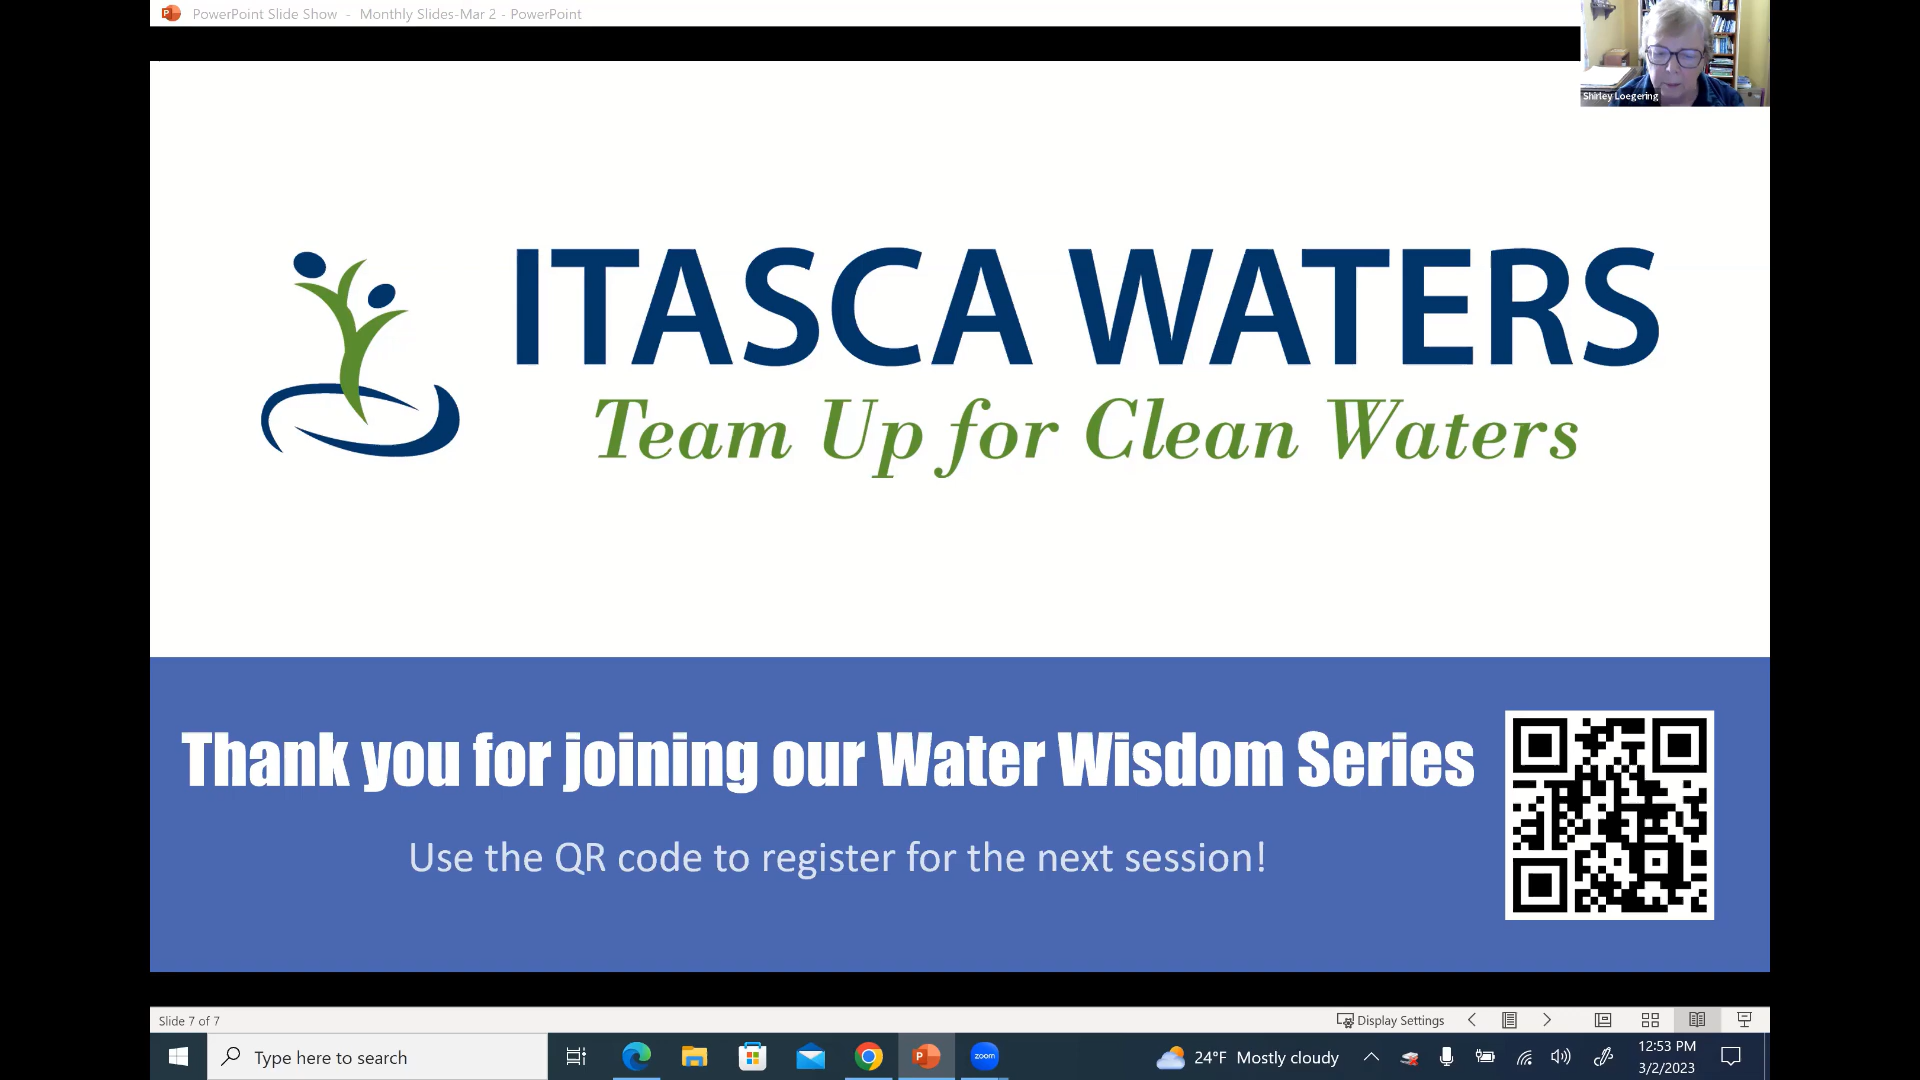 PowerPoint Slide Show - Monthly Slides-Mar 2 - PowerPoint
Shirley Loegering
ITASCA WATERS
Team Up for Clean Waters
Thank you for joining our Water Wisdom Series
Use the QR code to register for the next session!
Slide 7 of 7
Display Settings
Type here to search
zoom
24°F Mostly cloudy
12:53 PM
3/2/2023